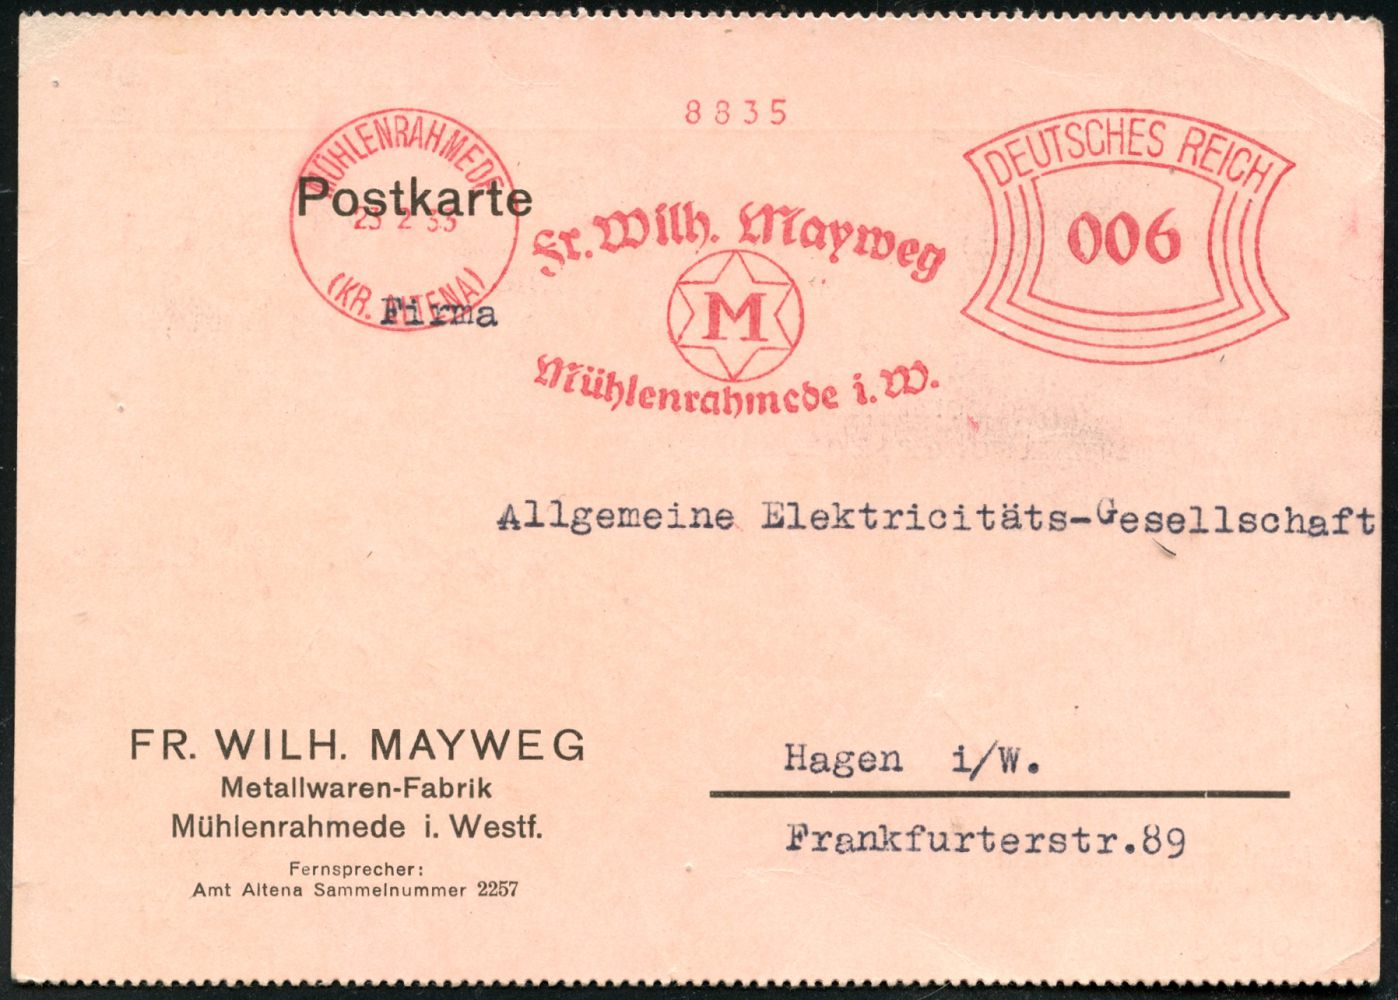 8835
MÜHLENRAHMEDE
23 2 33
(KR. ALTENA)
Postkarte
Fr. Wilh. Mayweg
M
Mühlenrahmede i. W.
DEUTSCHES REICH
006
Firma
Allgemeine Elektricitäts-Gesellschaft
FR. WILH. MAYWEG
Metallwaren-Fabrik
Mühlenrahmede i. Westf.
Fernsprecher:
Amt Altena Sammelnummer 2257
Hagen i/W.
Frankfurterstr.89